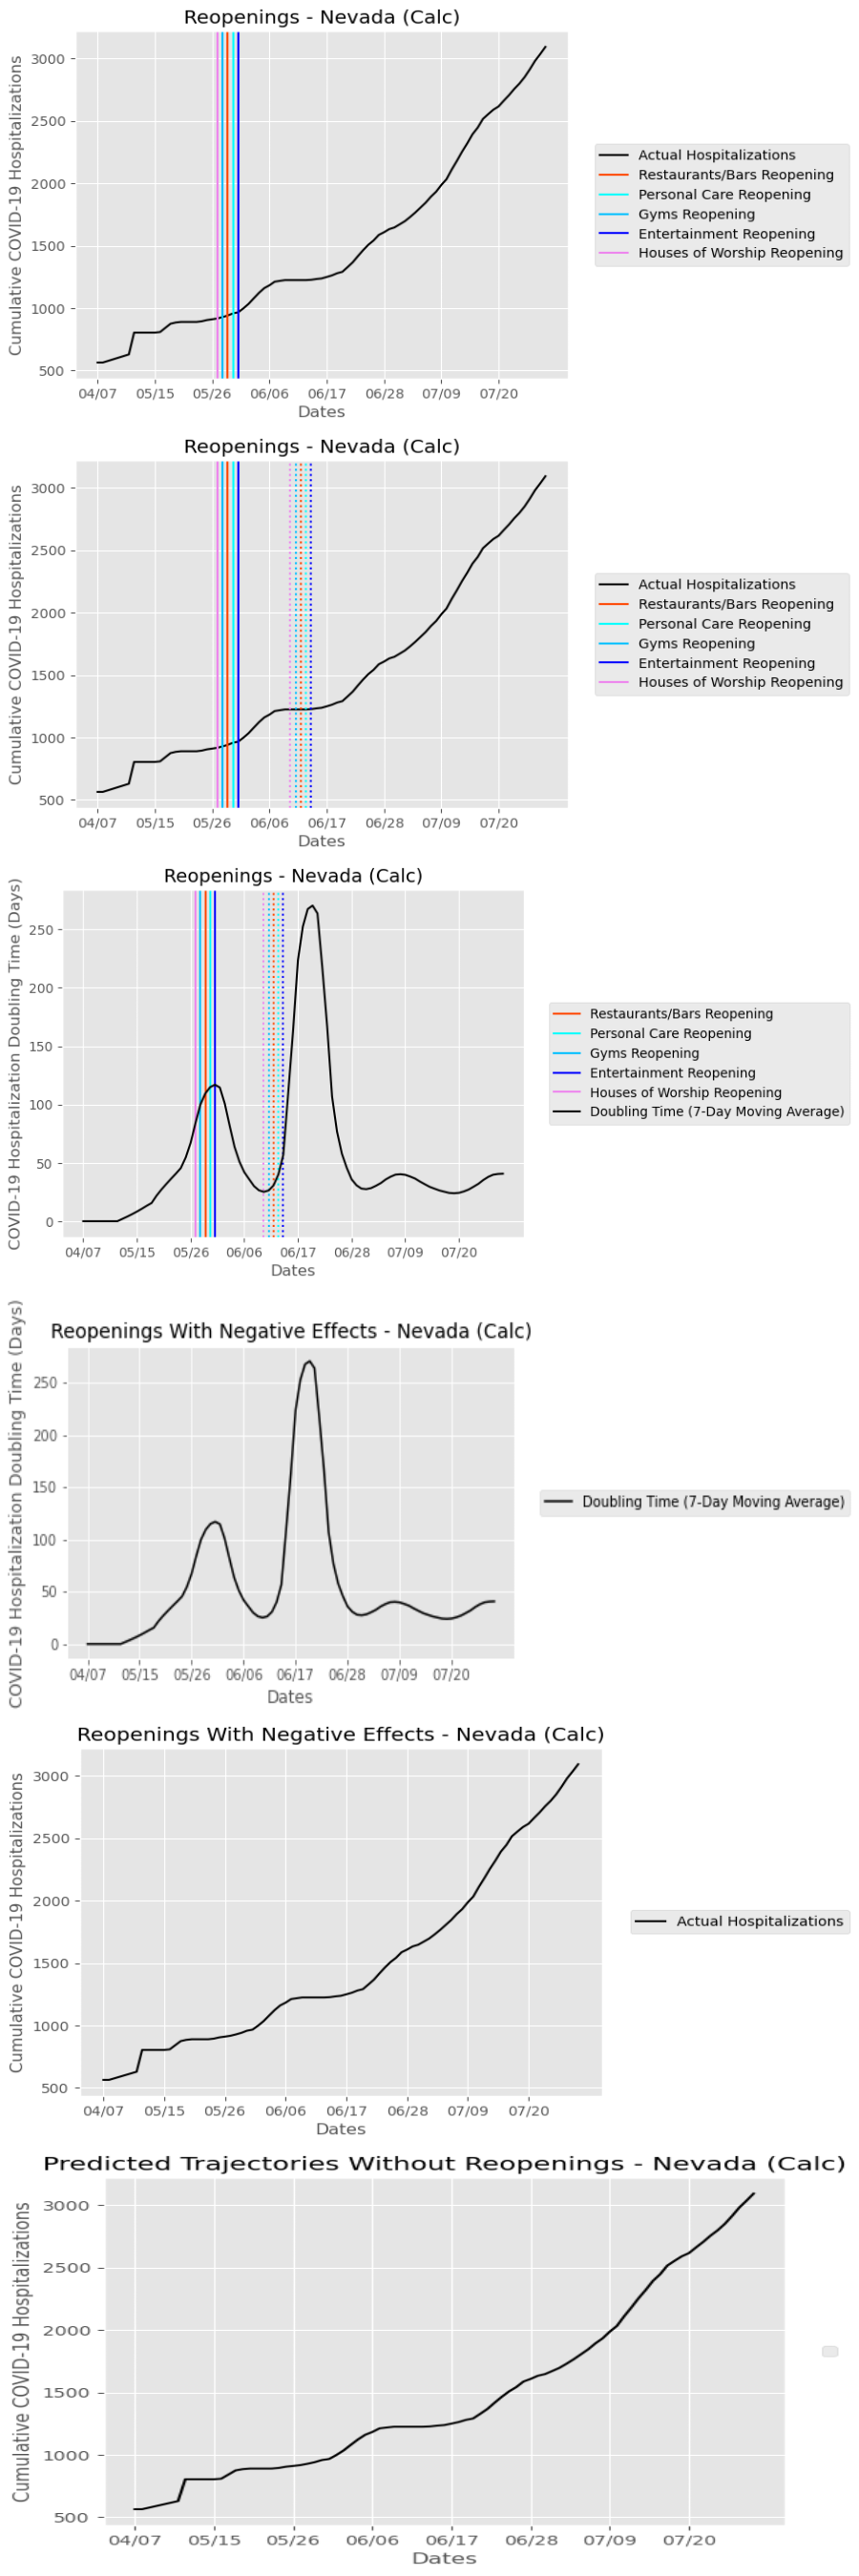 Reopenings - Nevada (Calc)
Cumulative COVID-19 Hospitalizations
3000
2500
2000
1500
1000
500
04/07 05/15 05/26 06/06 06/17 06/28 07/09 07/20
Dates
Actual Hospitalizations
Restaurants/Bars Reopening
Personal Care Reopening
Gyms Reopening
Entertainment Reopening
Houses of Worship Reopening
Reopenings - Nevada (Calc)
Cumulative COVID-19 Hospitalizations
3000
2500
2000
1500
1000
500
04/07 05/15 05/26 06/06 06/17 06/28 07/09 07/20
Dates
Actual Hospitalizations
Restaurants/Bars Reopening
Personal Care Reopening
Gyms Reopening
Entertainment Reopening
Houses of Worship Reopening
Reopenings - Nevada (Calc)
COVID-19 Hospitalization Doubling Time (Days)
250
200
150
100
50
0
04/07 05/15 05/26 06/06 06/17 06/28 07/09 07/20
Dates
Restaurants/Bars Reopening
Personal Care Reopening
Gyms Reopening
Entertainment Reopening
Houses of Worship Reopening
Doubling Time (7-Day Moving Average)
Reopenings With Negative Effects - Nevada (Calc)
COVID-19 Hospitalization Doubling Time (Days)
250
200
150
100
50
0
04/07 05/15 05/26 06/06 06/17 06/28 07/09 07/20
Dates
Doubling Time (7-Day Moving Average)
Reopenings With Negative Effects - Nevada (Calc)
Cumulative COVID-19 Hospitalizations
3000
2500
2000
1500
1000
500
04/07 05/15 05/26 06/06 06/17 06/28 07/09 07/20
Dates
Actual Hospitalizations
Predicted Trajectories Without Reopenings - Nevada (Calc)
Cumulative COVID-19 Hospitalizations
3000
2500
2000
1500
1000
500
04/07 05/15 05/26 06/06 06/17 06/28 07/09 07/20
Dates